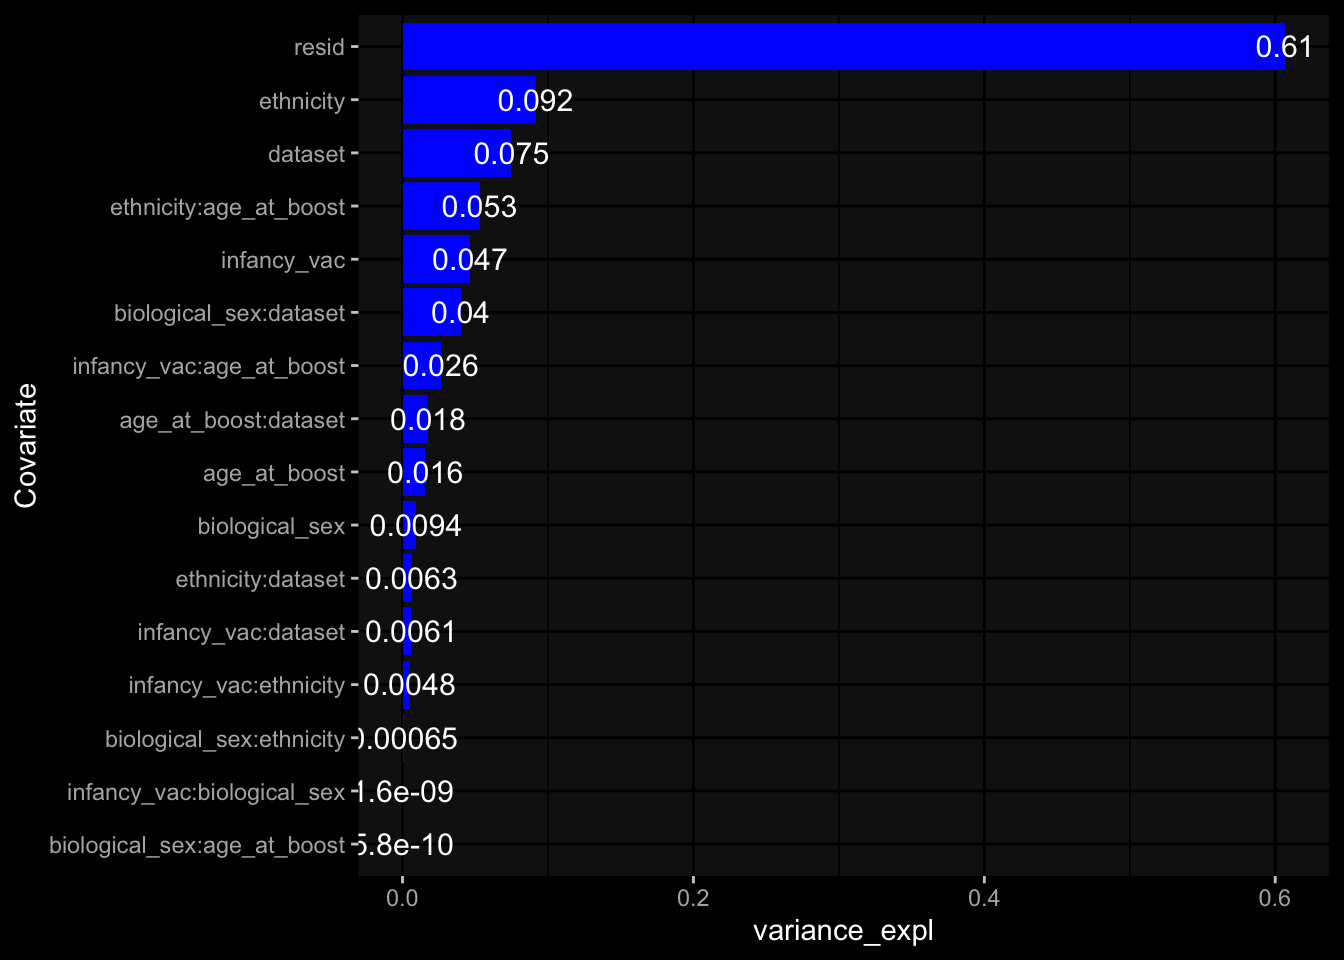 resid 0.61
ethnicity 0.092
dataset 0.075
ethnicity:age_at_boost 0.053
infancy_vac 0.047
biological_sex:dataset 0.04
infancy_vac:age_at_boost 0.026
age_at_boost:dataset 0.018
age_at_boost 0.016
biological_sex 0.0094
ethnicity:dataset 0.0063
infancy_vac:dataset 0.0061
infancy_vac:ethnicity 0.0048
biological_sex:ethnicity 0.00065
infancy_vac:biological_sex 1.6e-09
biological_sex:age_at_boost 5.8e-10
Covariate
0.0 0.2 0.4 0.6
variance_expl